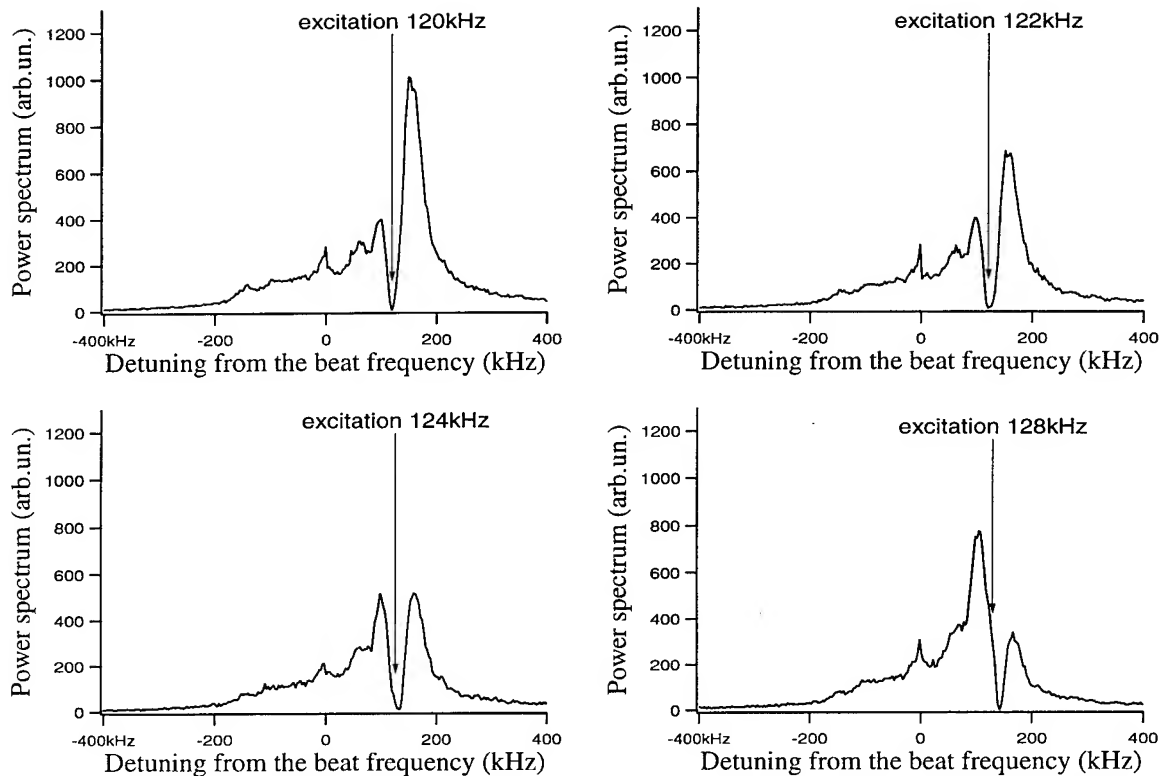 excitation 120kHz
Power spectrum (arb.un.)
1200
1000
800
600
400
200
0
-400kHz -200 0 200 400
Detuning from the beat frequency (kHz)
excitation 122kHz
Power spectrum (arb.un.)
1200
1000
800
600
400
200
0
-400kHz -200 0 200 400
Detuning from the beat frequency (kHz)
excitation 124kHz
Power spectrum (arb.un.)
1200
1000
800
600
400
200
0
-400kHz -200 0 200 400
Detuning from the beat frequency (kHz)
excitation 128kHz
Power spectrum (arb.un.)
1200
1000
800
600
400
200
0
-400kHz -200 0 200 400
Detuning from the beat frequency (kHz)